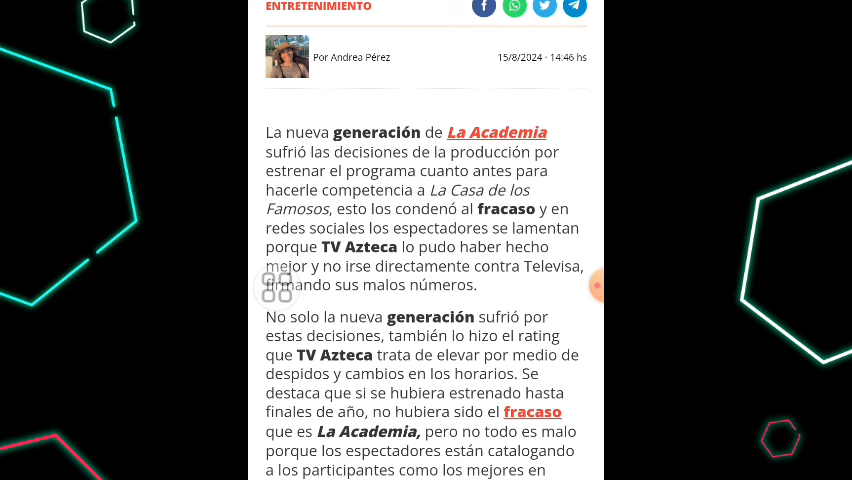 ENTRETENIMIENTO
Por Andrea Pérez
15/8/2024 · 14:46 hs
La nueva generación de La Academia
sufrió las decisiones de la producción por
estrenar el programa cuanto antes para
hacerle competencia a La Casa de los
Famosos, esto los condenó al fracaso y en
redes sociales los espectadores se lamentan
porque TV Azteca lo pudo haber hecho
mejor y no irse directamente contra Televisa,
firmando sus malos números.
No solo la nueva generación sufrió por
estas decisiones, también lo hizo el rating
que TV Azteca trata de elevar por medio de
despidos y cambios en los horarios. Se
destaca que si se hubiera estrenado hasta
finales de año, no hubiera sido el fracaso
que es La Academia, pero no todo es malo
porque los espectadores están catalogando
a los participantes como los mejores en